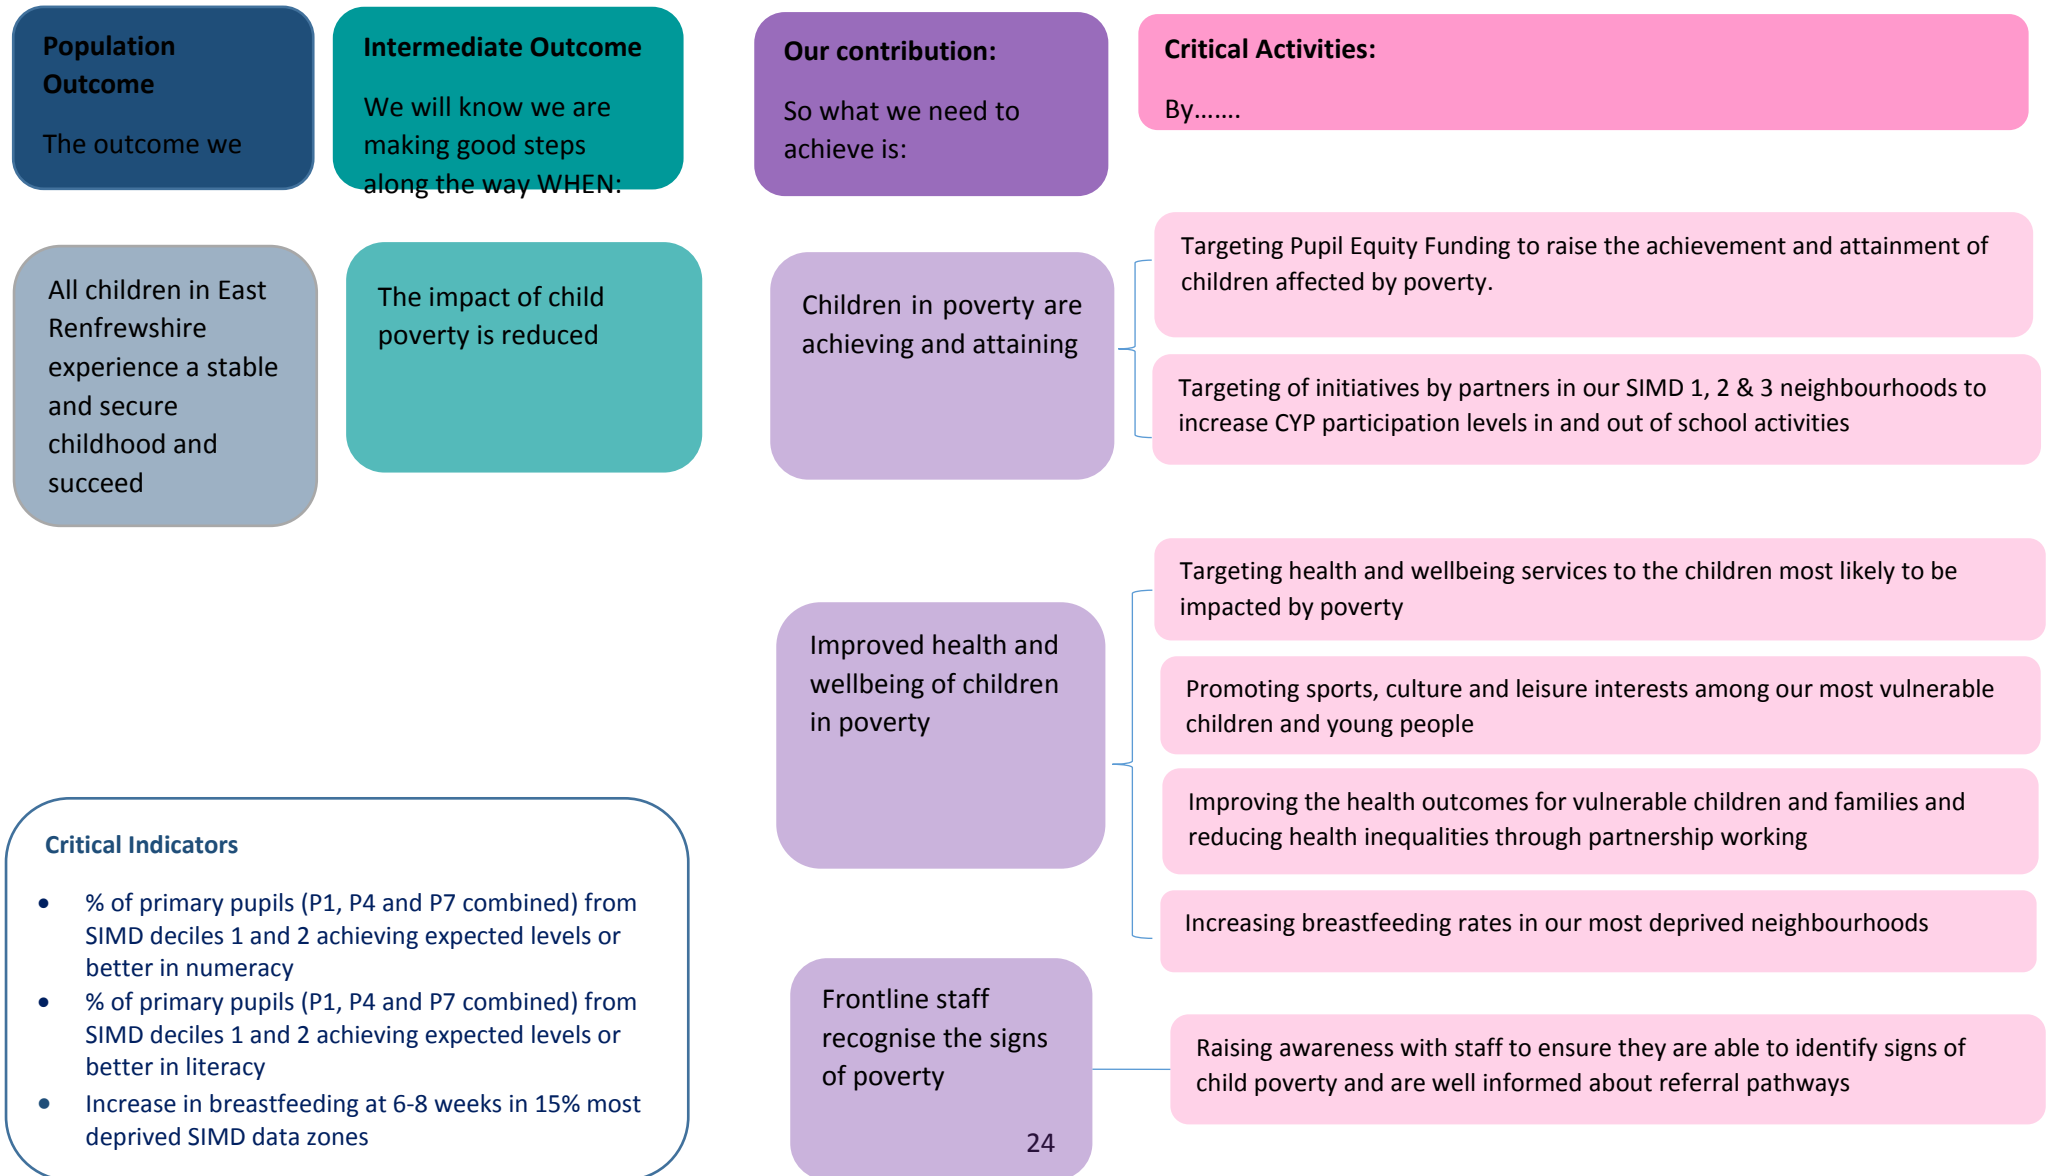 Population
Outcome
The outcome we
Intermediate Outcome
We will know we are
making good steps
along the way WHEN:
Our contribution:
So what we need to
achieve is:
Critical Activities:
By.......
All children in East
Renfrewshire
experience a stable
and secure
childhood and
succeed
The impact of child
poverty is reduced
Children in poverty are
achieving and attaining
Targeting Pupil Equity Funding to raise the achievement and attainment of
children affected by poverty.
Targeting of initiatives by partners in our SIMD 1, 2 & 3 neighbourhoods to
increase CYP participation levels in and out of school activities
Improved health and
wellbeing of children
in poverty
Targeting health and wellbeing services to the children most likely to be
impacted by poverty
Promoting sports, culture and leisure interests among our most vulnerable
children and young people
Improving the health outcomes for vulnerable children and families and
reducing health inequalities through partnership working
Increasing breastfeeding rates in our most deprived neighbourhoods
Frontline staff
recognise the signs
of poverty
Raising awareness with staff to ensure they are able to identify signs of
child poverty and are well informed about referral pathways
Critical Indicators
• % of primary pupils (P1, P4 and P7 combined) from
SIMD deciles 1 and 2 achieving expected levels or
better in numeracy
• % of primary pupils (P1, P4 and P7 combined) from
SIMD deciles 1 and 2 achieving expected levels or
better in literacy
• Increase in breastfeeding at 6-8 weeks in 15% most
deprived SIMD data zones
24